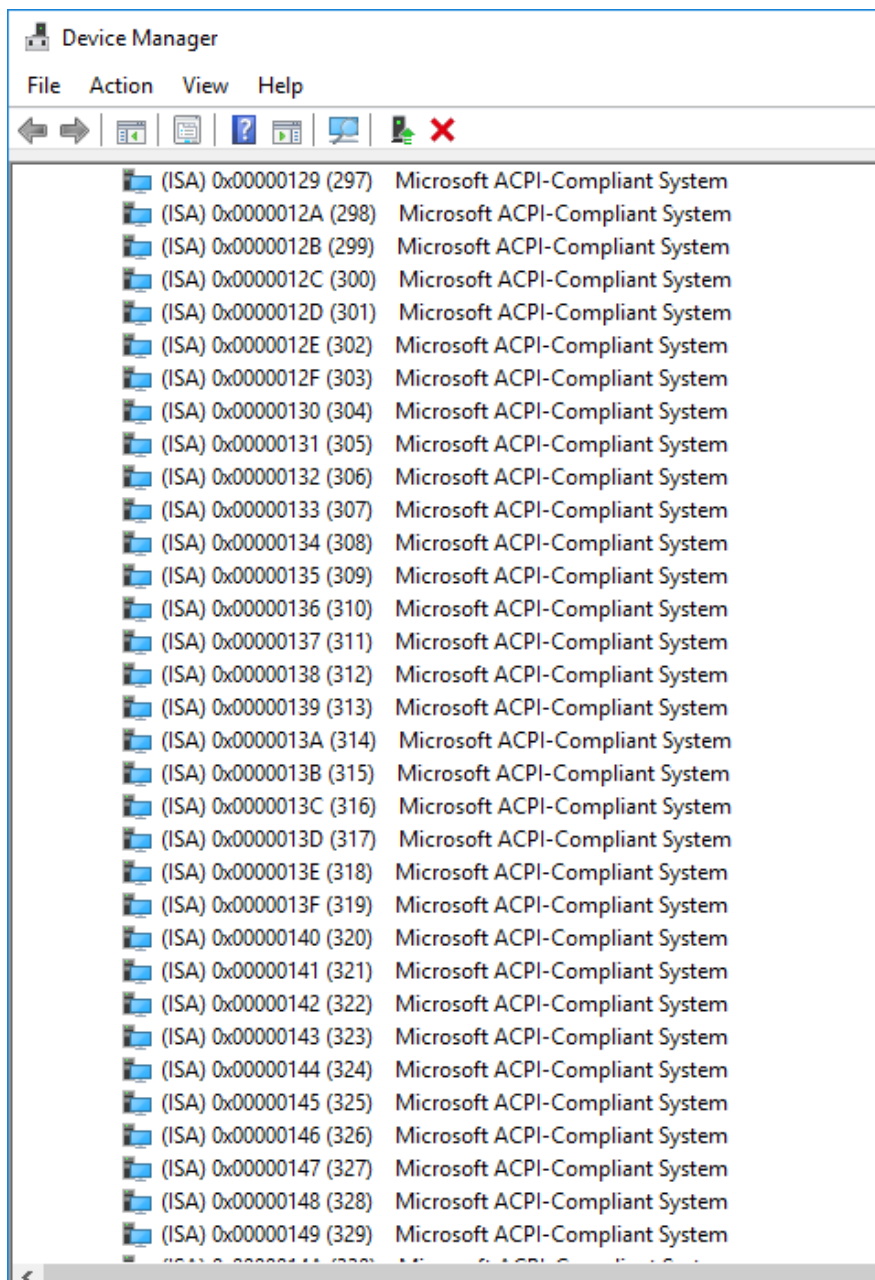 Device Manager
File Action View Help
(ISA) 0x00000129 (297) Microsoft ACPI-Compliant System
(ISA) 0x0000012A (298) Microsoft ACPI-Compliant System
(ISA) 0x0000012B (299) Microsoft ACPI-Compliant System
(ISA) 0x0000012C (300) Microsoft ACPI-Compliant System
(ISA) 0x0000012D (301) Microsoft ACPI-Compliant System
(ISA) 0x0000012E (302) Microsoft ACPI-Compliant System
(ISA) 0x0000012F (303) Microsoft ACPI-Compliant System
(ISA) 0x00000130 (304) Microsoft ACPI-Compliant System
(ISA) 0x00000131 (305) Microsoft ACPI-Compliant System
(ISA) 0x00000132 (306) Microsoft ACPI-Compliant System
(ISA) 0x00000133 (307) Microsoft ACPI-Compliant System
(ISA) 0x00000134 (308) Microsoft ACPI-Compliant System
(ISA) 0x00000135 (309) Microsoft ACPI-Compliant System
(ISA) 0x00000136 (310) Microsoft ACPI-Compliant System
(ISA) 0x00000137 (311) Microsoft ACPI-Compliant System
(ISA) 0x00000138 (312) Microsoft ACPI-Compliant System
(ISA) 0x00000139 (313) Microsoft ACPI-Compliant System
(ISA) 0x0000013A (314) Microsoft ACPI-Compliant System
(ISA) 0x0000013B (315) Microsoft ACPI-Compliant System
(ISA) 0x0000013C (316) Microsoft ACPI-Compliant System
(ISA) 0x0000013D (317) Microsoft ACPI-Compliant System
(ISA) 0x0000013E (318) Microsoft ACPI-Compliant System
(ISA) 0x0000013F (319) Microsoft ACPI-Compliant System
(ISA) 0x00000140 (320) Microsoft ACPI-Compliant System
(ISA) 0x00000141 (321) Microsoft ACPI-Compliant System
(ISA) 0x00000142 (322) Microsoft ACPI-Compliant System
(ISA) 0x00000143 (323) Microsoft ACPI-Compliant System
(ISA) 0x00000144 (324) Microsoft ACPI-Compliant System
(ISA) 0x00000145 (325) Microsoft ACPI-Compliant System
(ISA) 0x00000146 (326) Microsoft ACPI-Compliant System
(ISA) 0x00000147 (327) Microsoft ACPI-Compliant System
(ISA) 0x00000148 (328) Microsoft ACPI-Compliant System
(ISA) 0x00000149 (329) Microsoft ACPI-Compliant System